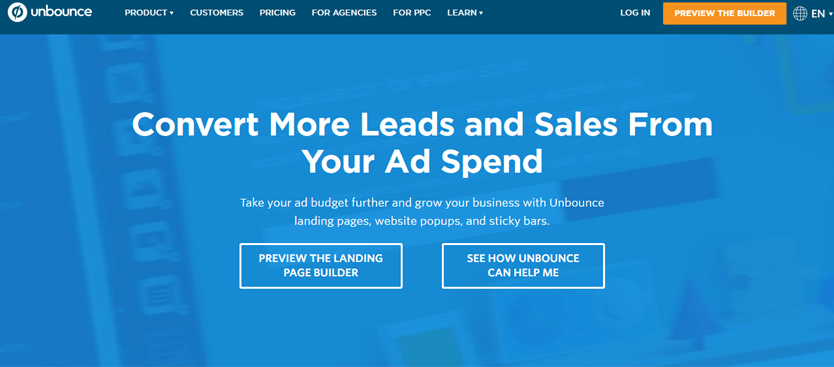 unbounce PRODUCT CUSTOMERS PRICING FOR AGENCIES FOR PPC LEARN LOG IN PREVIEW THE BUILDER EN
Convert More Leads and Sales From
Your Ad Spend
Take your ad budget further and grow your business with Unbounce
landing pages, website popups, and sticky bars.
PREVIEW THE LANDING
PAGE BUILDER
SEE HOW UNBOUNCE
CAN HELP ME